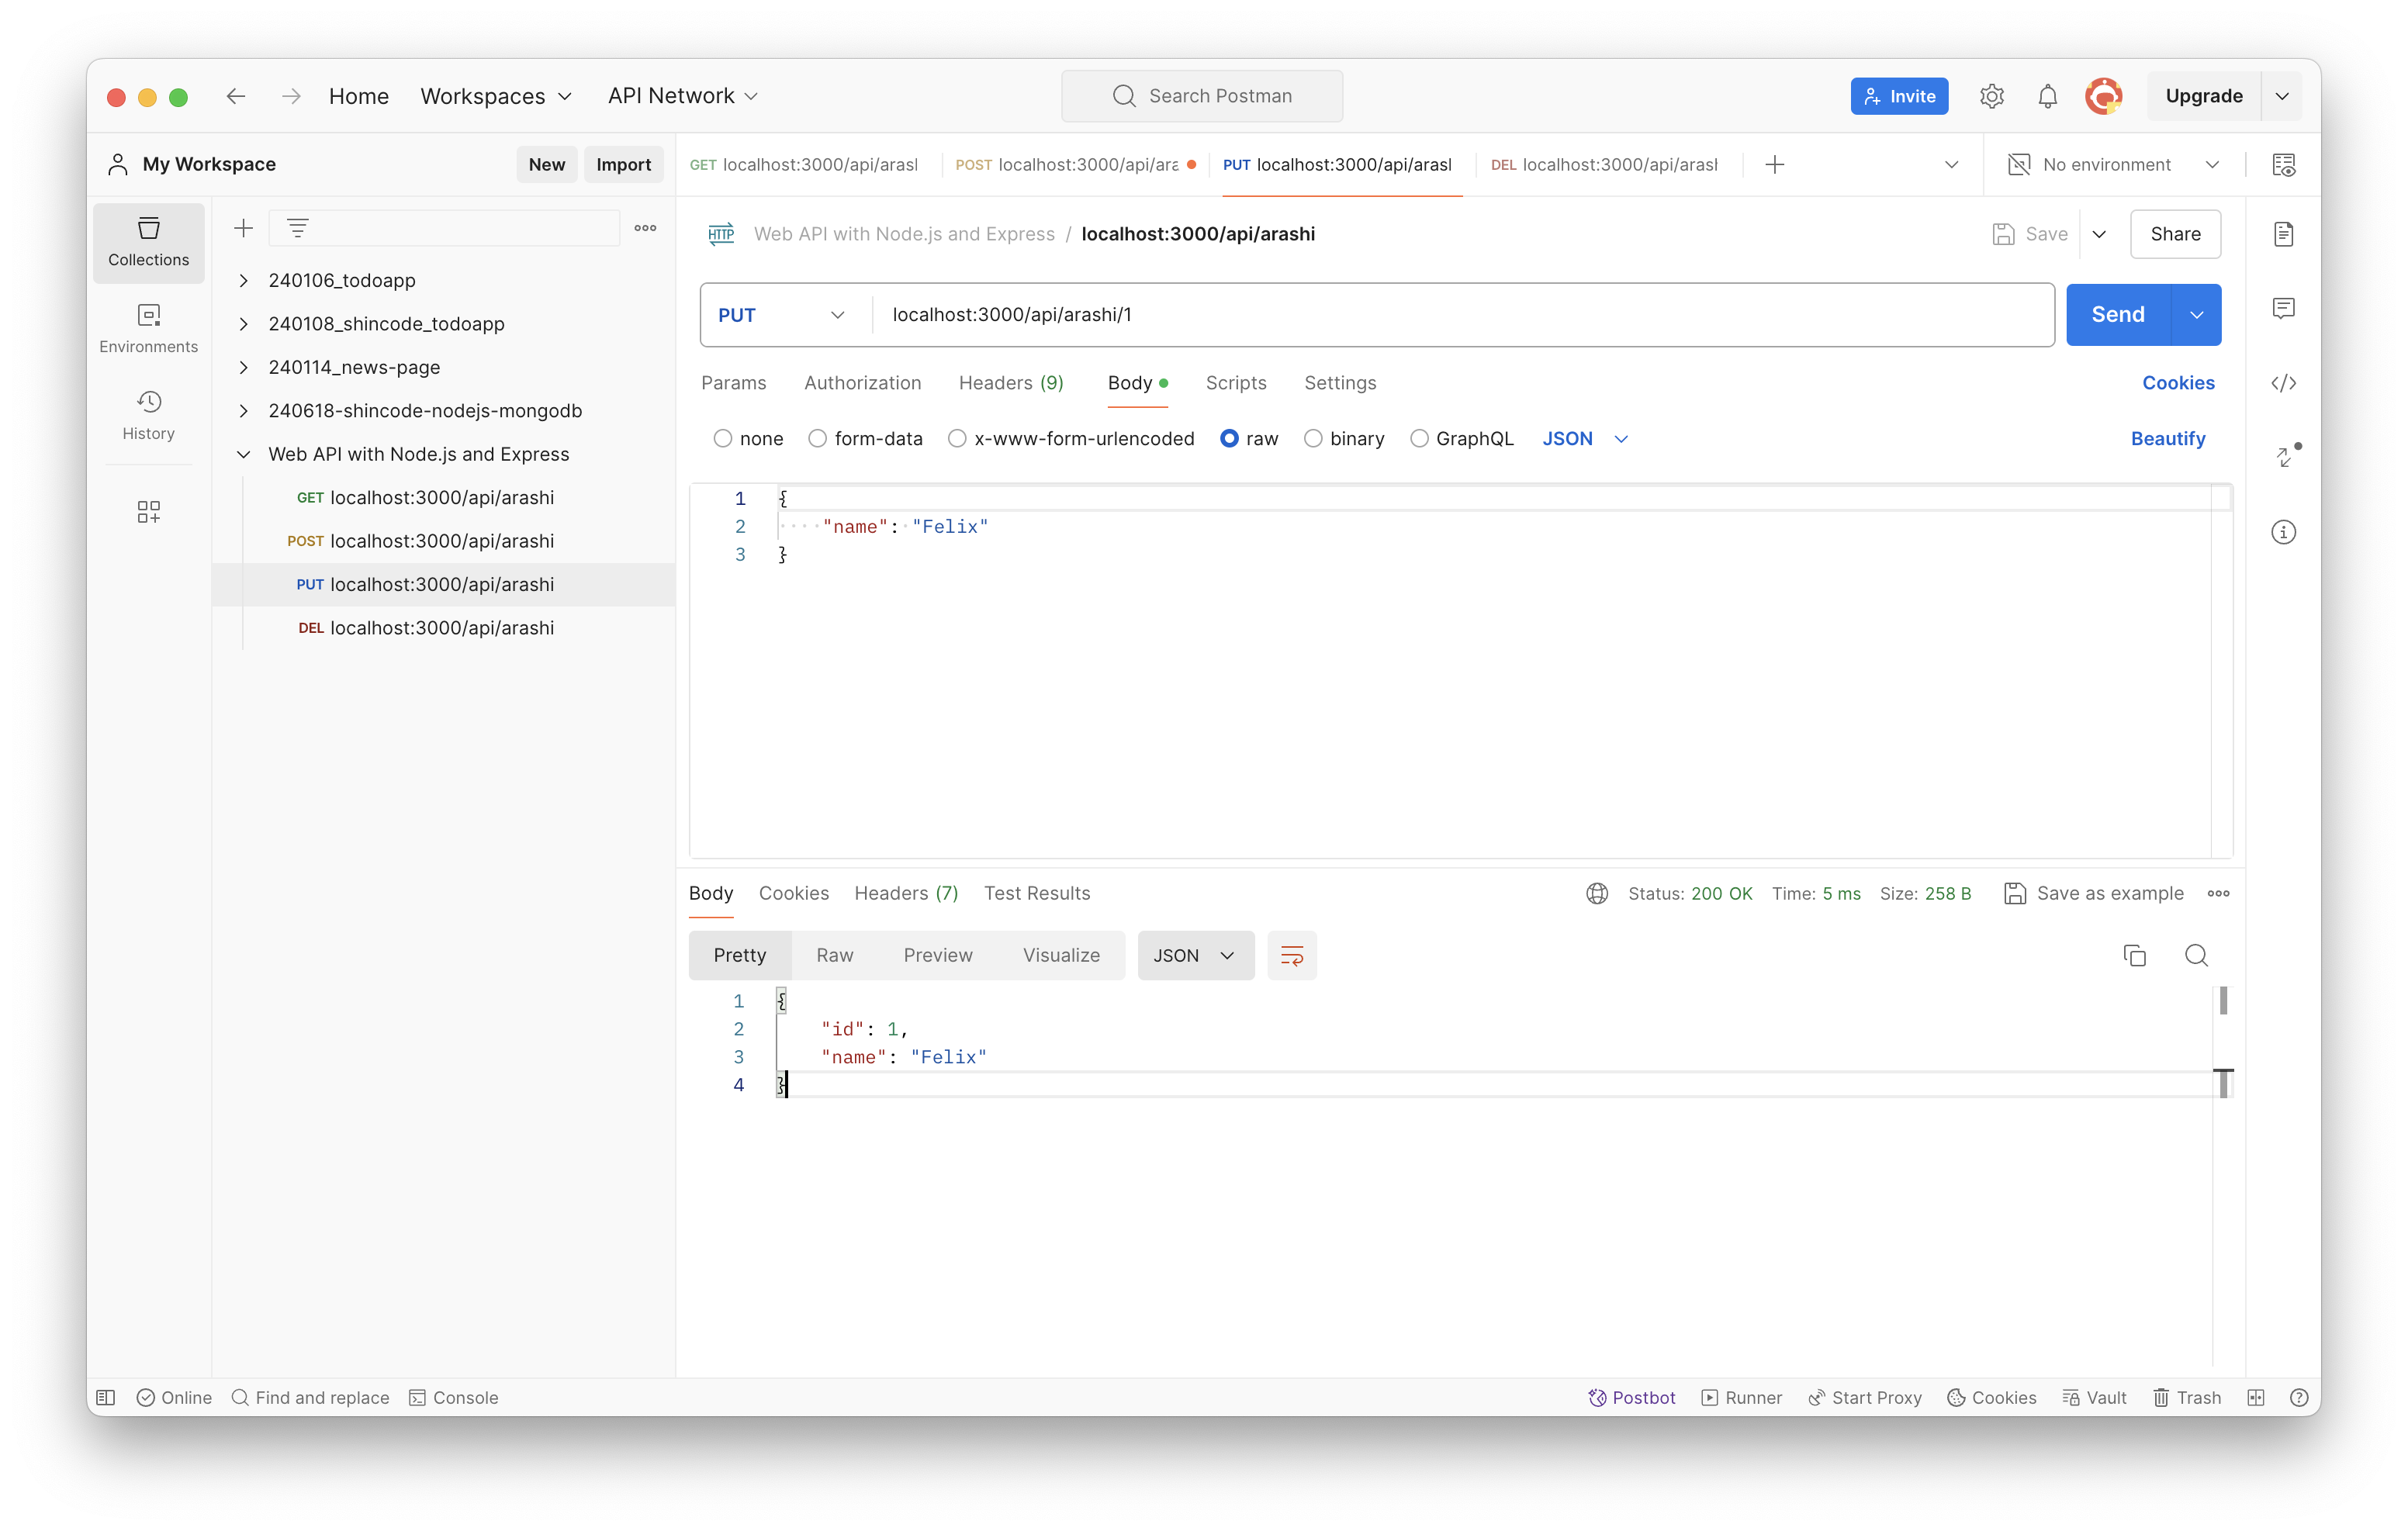 Home Workspaces API Network Search Postman Invite Upgrade
My Workspace New Import
GET localhost:3000/api/arasl POST localhost:3000/api/ara PUT localhost:3000/api/arasl DEL localhost:3000/api/arasl No environment
Collections
Environments
History
240106_todoapp
240108_shincode_todoapp
240114_news-page
240618-shincode-nodejs-mongodb
Web API with Node.js and Express
GET localhost:3000/api/arashi
POST localhost:3000/api/arashi
PUT localhost:3000/api/arashi
DEL localhost:3000/api/arashi
HTTP Web API with Node.js and Express / localhost:3000/api/arashi Save Share
PUT localhost:3000/api/arashi/1 Send
Params Authorization Headers (9) Body Scripts Settings Cookies
none form-data x-www-form-urlencoded raw binary GraphQL JSON Beautify
1 {
2 ····"name":·"Felix"
3 }
Body Cookies Headers (7) Test Results Status: 200 OK Time: 5 ms Size: 258 B Save as example
Pretty Raw Preview Visualize JSON
1 {
2 "id": 1,
3 "name": "Felix"
4 }
Online Find and replace Console Postbot Runner Start Proxy Cookies Vault Trash